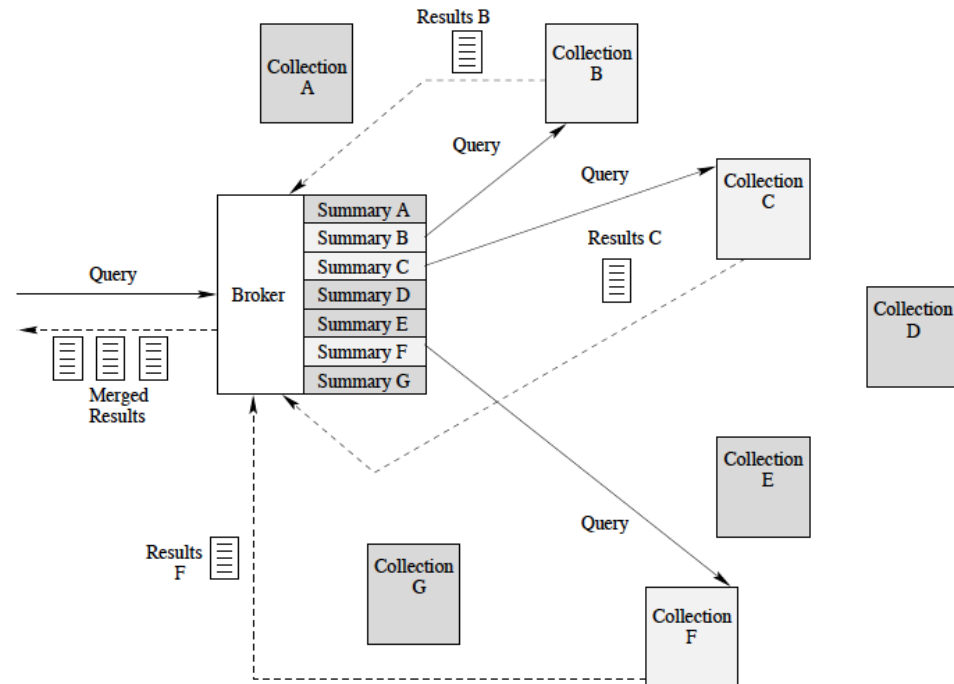 Results B
Collection
A
Collection
B
Query
Query
Collection
C
Summary A
Summary B
Summary C
Summary D
Summary E
Summary F
Summary G
Results C
Query
Broker
Collection
D
Merged
Results
Collection
E
Query
Results
F
Collection
G
Collection
F